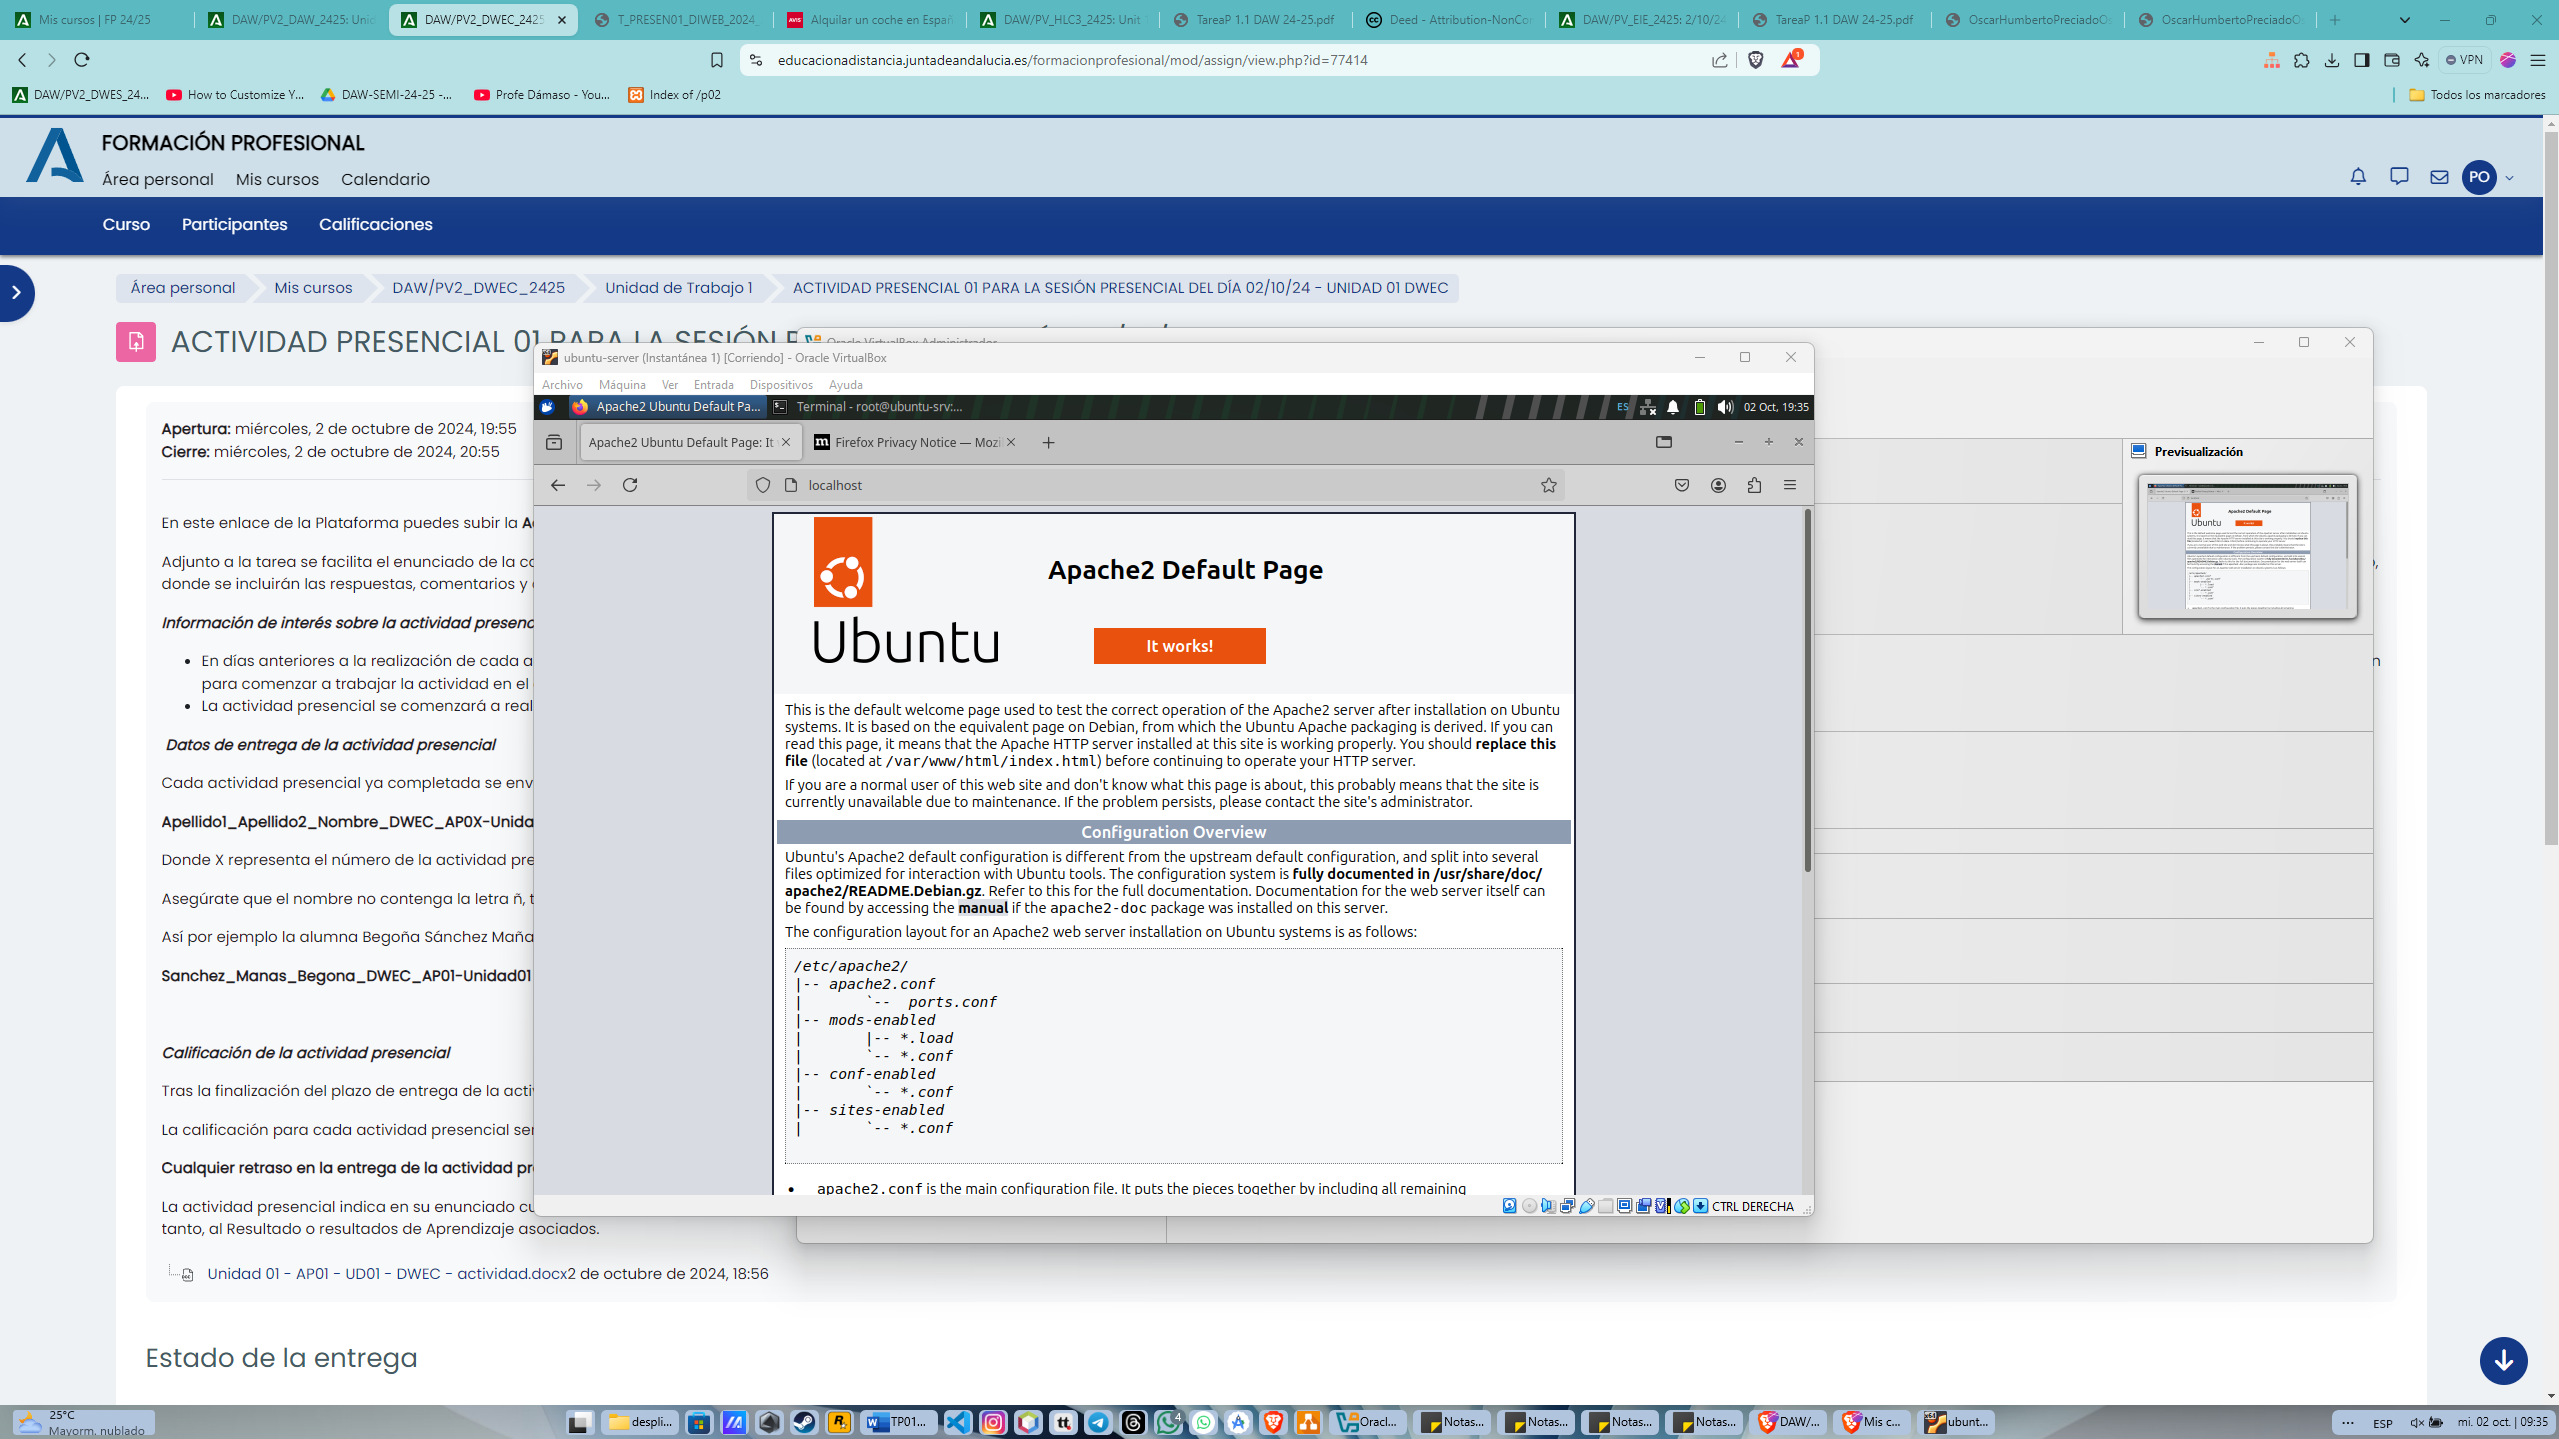 Mis cursos | FP 24/25
DAW/PV2_DAW_2425: Unid
DAW/PV2_DWEC_2425
T_PRESEN01_DIWEB_2024_
Alquilar un coche en Españ
DAW/PV_HLC3_2425: Unit
TareaP 1.1 DAW 24-25.pdf
Deed - Attribution-NonCon
DAW/PV_EIE_2425: 2/10/24
TareaP 1.1 DAW 24-25.pdf
OscarHumbertoPreciadoO
OscarHumbertoPreciadoO
educacionadistancia.juntadeandalucia.es/formacionprofesional/mod/assign/view.php?id=77414
VPN
DAW/PV2_DWES_24...
How to Customize Y...
DAW-SEMI-24-25 -...
Profe Dámaso - You...
Index of /p02
Todos los marcadores
FORMACIÓN PROFESIONAL
Área personal Mis cursos Calendario
PO
Curso Participantes Calificaciones
Área personal
Mis cursos
DAW/PV2_DWEC_2425
Unidad de Trabajo 1
ACTIVIDAD PRESENCIAL 01 PARA LA SESIÓN PRESENCIAL DEL DÍA 02/10/24 - UNIDAD 01 DWEC
ACTIVIDAD PRESENCIAL 01 PARA LA SESIÓN P
Oracle VirtualBox Administrador
Apertura: miércoles, 2 de octubre de 2024, 19:55
Cierre: miércoles, 2 de octubre de 2024, 20:55
En este enlace de la Plataforma puedes subir la
Adjunto a la tarea se facilita el enunciado de la
donde se incluirán las respuestas, comentarios y
Información de interés sobre la actividad
• En días anteriores a la realización de cada
para comenzar a trabajar la actividad en el
• La actividad presencial se comenzará a
Datos de entrega de la actividad presencial
Cada actividad presencial ya completada se
Apellido1_Apellido2_Nombre_DWEC_AP0X-Unida
Donde X representa el número de la actividad
Asegúrate que el nombre no contenga la letra ñ,
Así por ejemplo la alumna Begoña Sánchez Maña
Sanchez_Manas_Begona_DWEC_AP01-Unidad01
Calificación de la actividad presencial
Tras la finalización del plazo de entrega de la
La calificación para cada actividad presencial
Cualquier retraso en la entrega de la actividad
La actividad presencial indica en su enunciado
tanto, al Resultado o resultados de Aprendizaje asociados.
Unidad 01 - AP01 - UD01 - DWEC - actividad.docx2 de octubre de 2024, 18:56
Estado de la entrega
ubuntu-server (Instantánea 1) [Corriendo] - Oracle VirtualBox
Archivo Máquina Ver Entrada Dispositivos Ayuda
Apache2 Ubuntu Default Pa...
Terminal - root@ubuntu-srv:...
ES
02 Oct, 19:35
Apache2 Ubuntu Default Page: It
Firefox Privacy Notice — Mozil
localhost
Apache2 Default Page
Ubuntu
It works!
This is the default welcome page used to test the correct operation of the Apache2 server after installation on Ubuntu
systems. It is based on the equivalent page on Debian, from which the Ubuntu Apache packaging is derived. If you can
read this page, it means that the Apache HTTP server installed at this site is working properly. You should replace this
file (located at /var/www/html/index.html) before continuing to operate your HTTP server.
If you are a normal user of this web site and don't know what this page is about, this probably means that the site is
currently unavailable due to maintenance. If the problem persists, please contact the site's administrator.
Configuration Overview
Ubuntu's Apache2 default configuration is different from the upstream default configuration, and split into several
files optimized for interaction with Ubuntu tools. The configuration system is fully documented in /usr/share/doc/
apache2/README.Debian.gz. Refer to this for the full documentation. Documentation for the web server itself can
be found by accessing the manual if the apache2-doc package was installed on this server.
The configuration layout for an Apache2 web server installation on Ubuntu systems is as follows:
/etc/apache2/
|-- apache2.conf
|       `--  ports.conf
|-- mods-enabled
|       |-- *.load
|       `-- *.conf
|-- conf-enabled
|       `-- *.conf
|-- sites-enabled
|       `-- *.conf
• apache2.conf is the main configuration file. It puts the pieces together by including all remaining
CTRL DERECHA
Previsualización
25°C
Mayorm. nublado
despli...
TP01...
4
Oracl...
Notas...
Notas...
Notas...
Notas...
DAW/...
Mis c...
ubunt...
ESP
mi. 02 oct. | 09:35